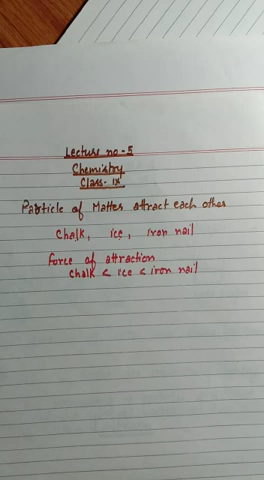 Lecture no-5
Chemistry
Class-IX
Particle of Matter attract each other
Chalk, ice, iron nail
Force of attraction
Chalk < ice < iron nail